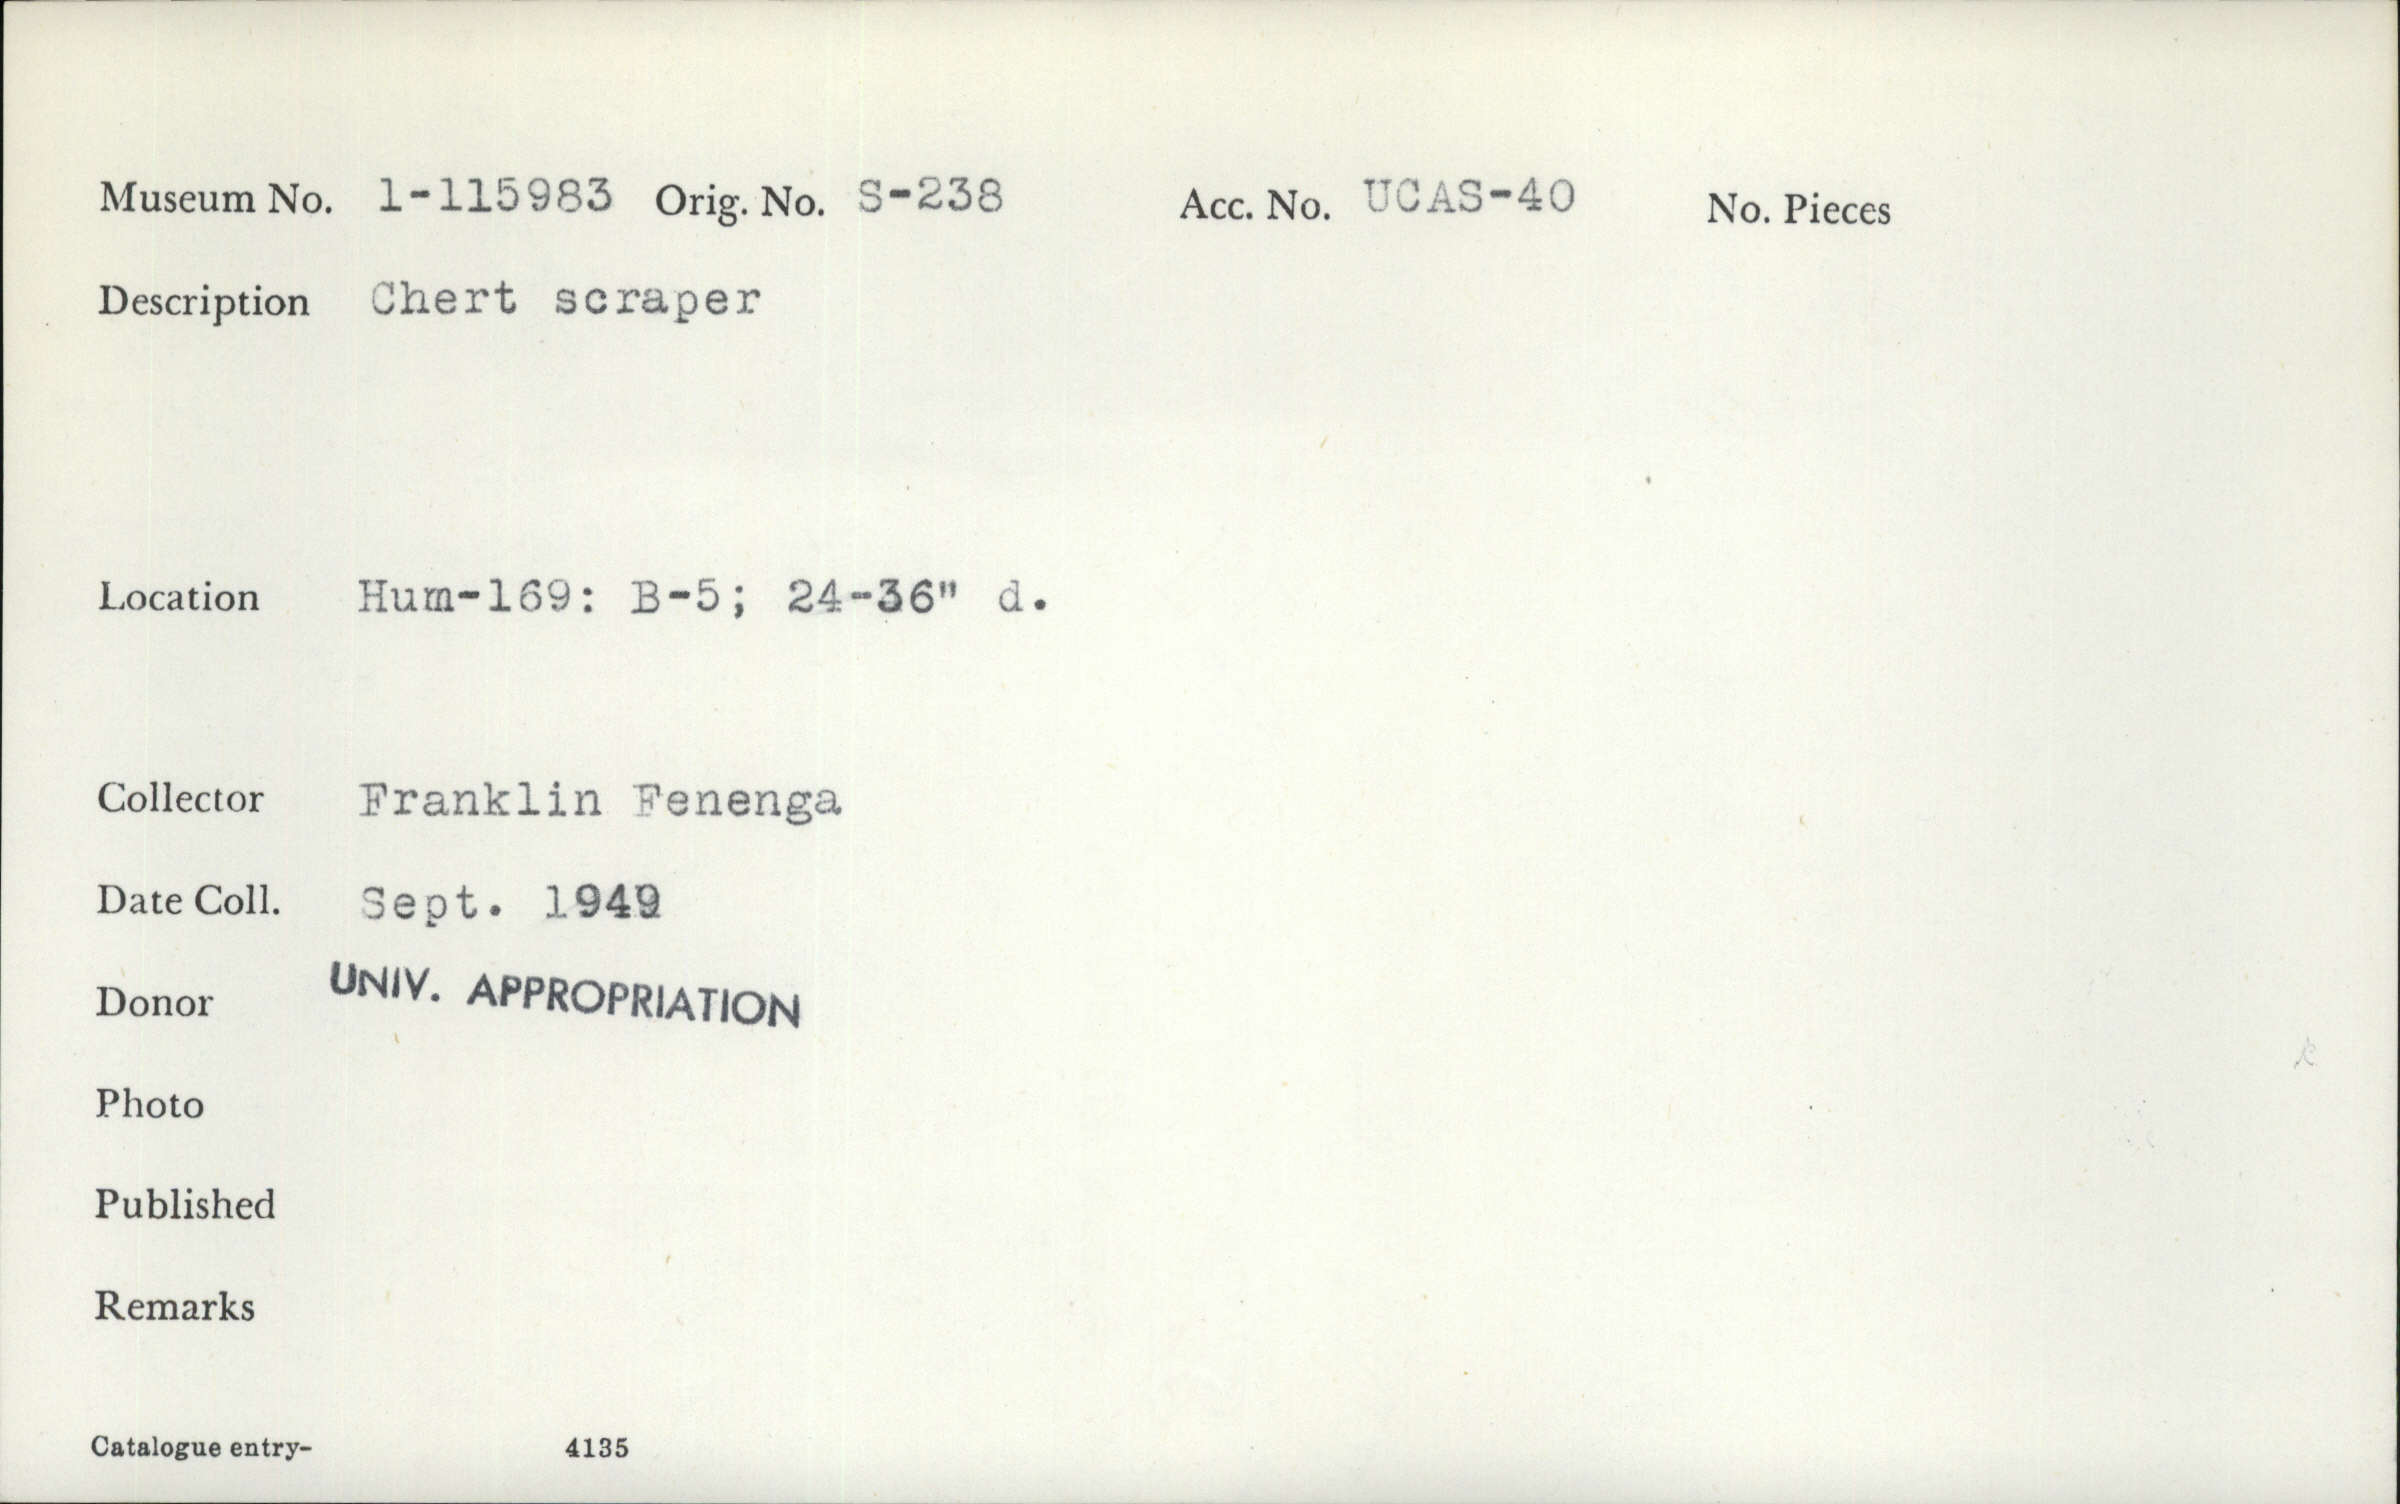 Museum No. 1-115983 Orig. No. S-238 Acc. No. UCAS-40 No. Pieces
Description Chert scraper
Location Hum-169: B-5; 24-36" d.
Collector Franklin Fenenga
Date Coll. Sept. 1949
Donor UNIV. APPROPRIATION
Photo
Published
Remarks
Catalogue entry- 4135